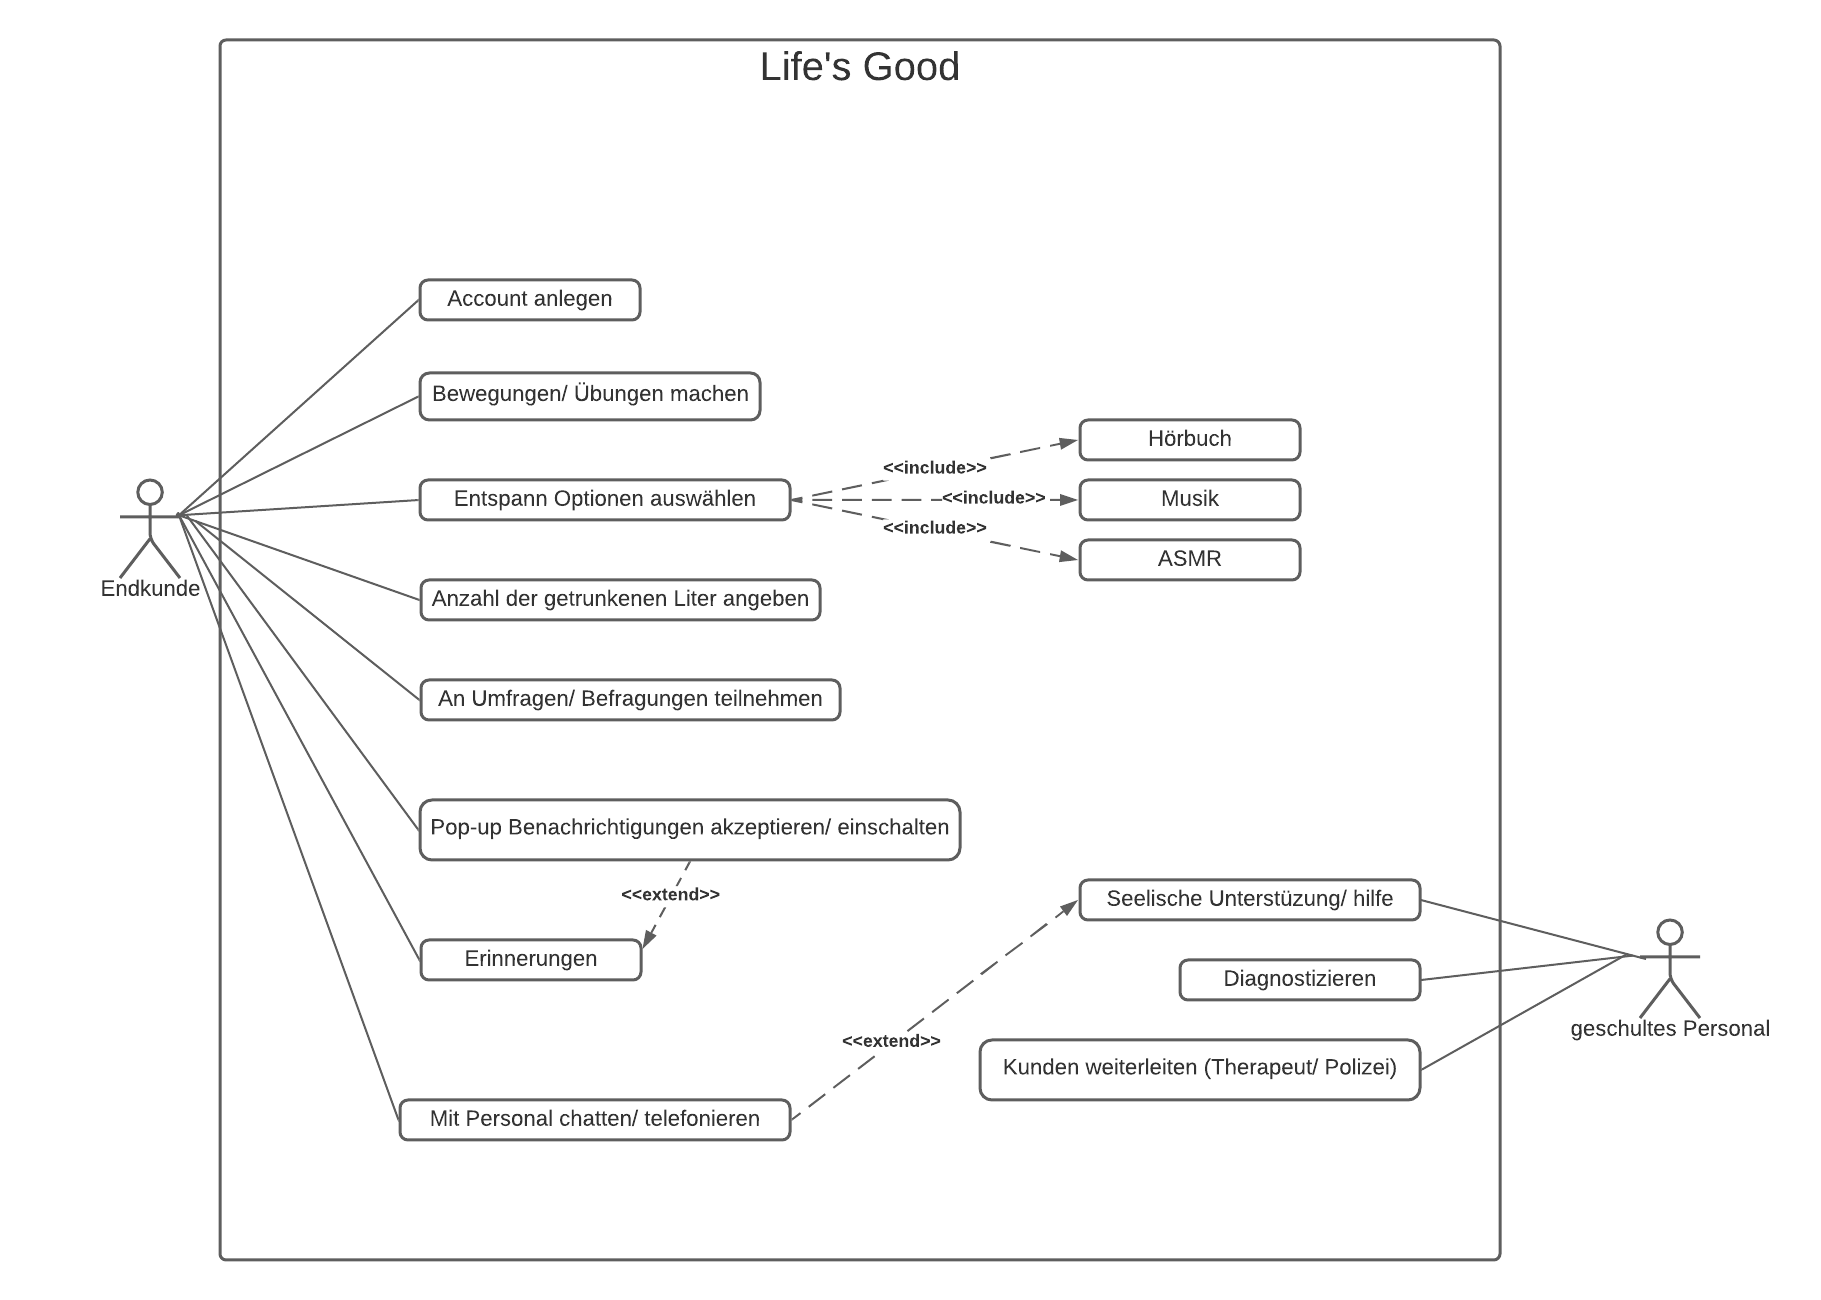 Life's Good
Account anlegen
Bewegungen/ Übungen machen
Hörbuch
<<include>>
Entspann Optionen auswählen
<<include>>
Musik
<<include>>
ASMR
Endkunde
Anzahl der getrunkenen Liter angeben
An Umfragen/ Befragungen teilnehmen
Pop-up Benachrichtigungen akzeptieren/ einschalten
<<extend>>
Seelische Unterstüzung/ hilfe
Erinnerungen
Diagnostizieren
geschultes Personal
<<extend>>
Kunden weiterleiten (Therapeut/ Polizei)
Mit Personal chatten/ telefonieren